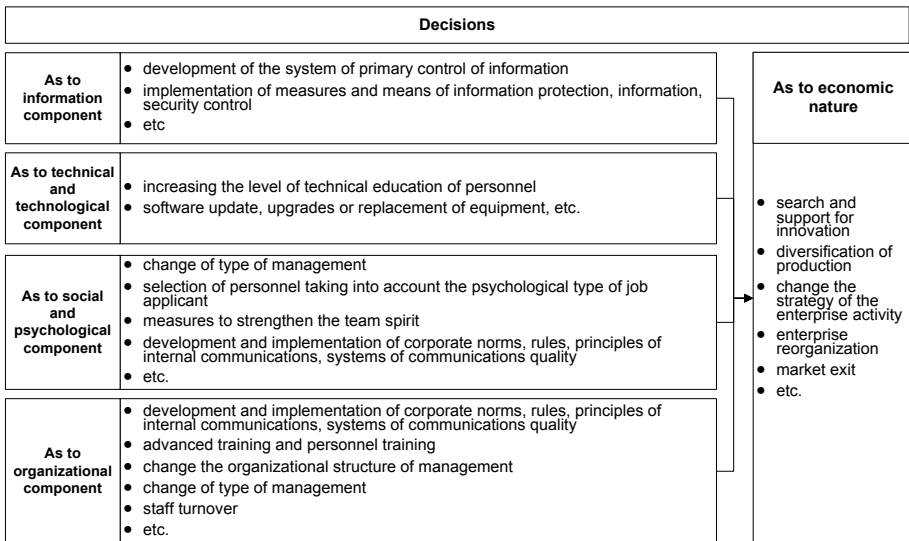 Decisions
As to
information
component
development of the system of primary control of information
implementation of measures and means of information protection, information,
security control
etc
As to technical
and
technological
component
increasing the level of technical education of personnel
software update, upgrades or replacement of equipment, etc.
As to social
and
psychological
component
change of type of management
selection of personnel taking into account the psychological type of job
applicant
measures to strengthen the team spirit
development and implementation of corporate norms, rules, principles of
internal communications, systems of communications quality
etc.
As to
organizational
component
development and implementation of corporate norms, rules, principles of
internal communications, systems of communications quality
advanced training and personnel training
change the organizational structure of management
change of type of management
staff turnover
etc.
As to economic
nature
search and
support for
innovation
diversification of
production
change the
strategy of the
enterprise activity
enterprise
reorganization
market exit
etc.